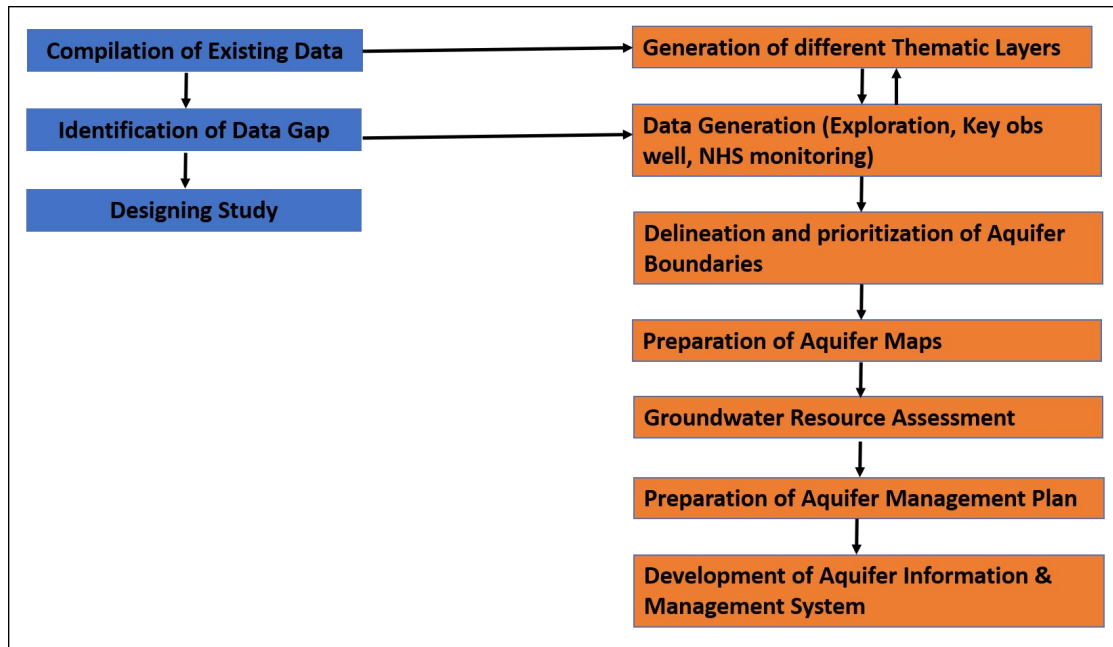 Compilation of Existing Data
Identification of Data Gap
Designing Study
Generation of different Thematic Layers
Data Generation (Exploration, Key obs
well, NHS monitoring)
Delineation and prioritization of Aquifer
Boundaries
Preparation of Aquifer Maps
Groundwater Resource Assessment
Preparation of Aquifer Management Plan
Development of Aquifer Information &
Management System